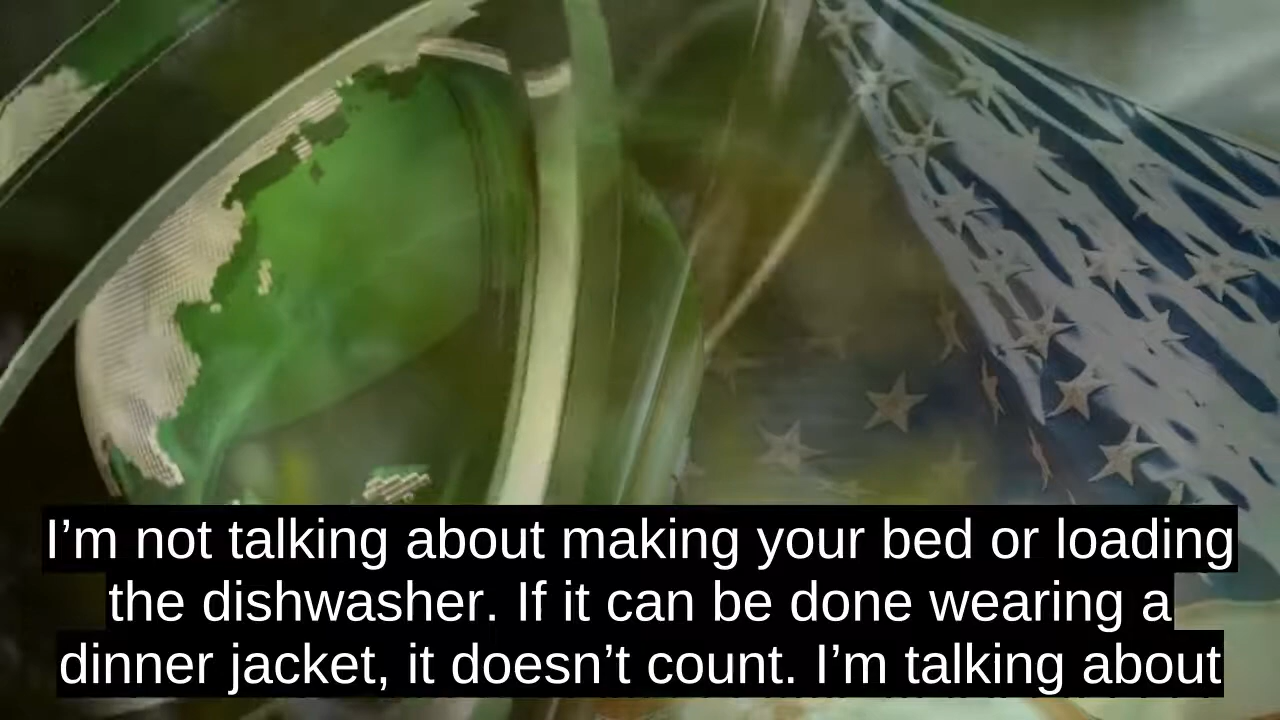 I’m not talking about making your bed or loading
the dishwasher. If it can be done wearing a
dinner jacket, it doesn’t count. I’m talking about